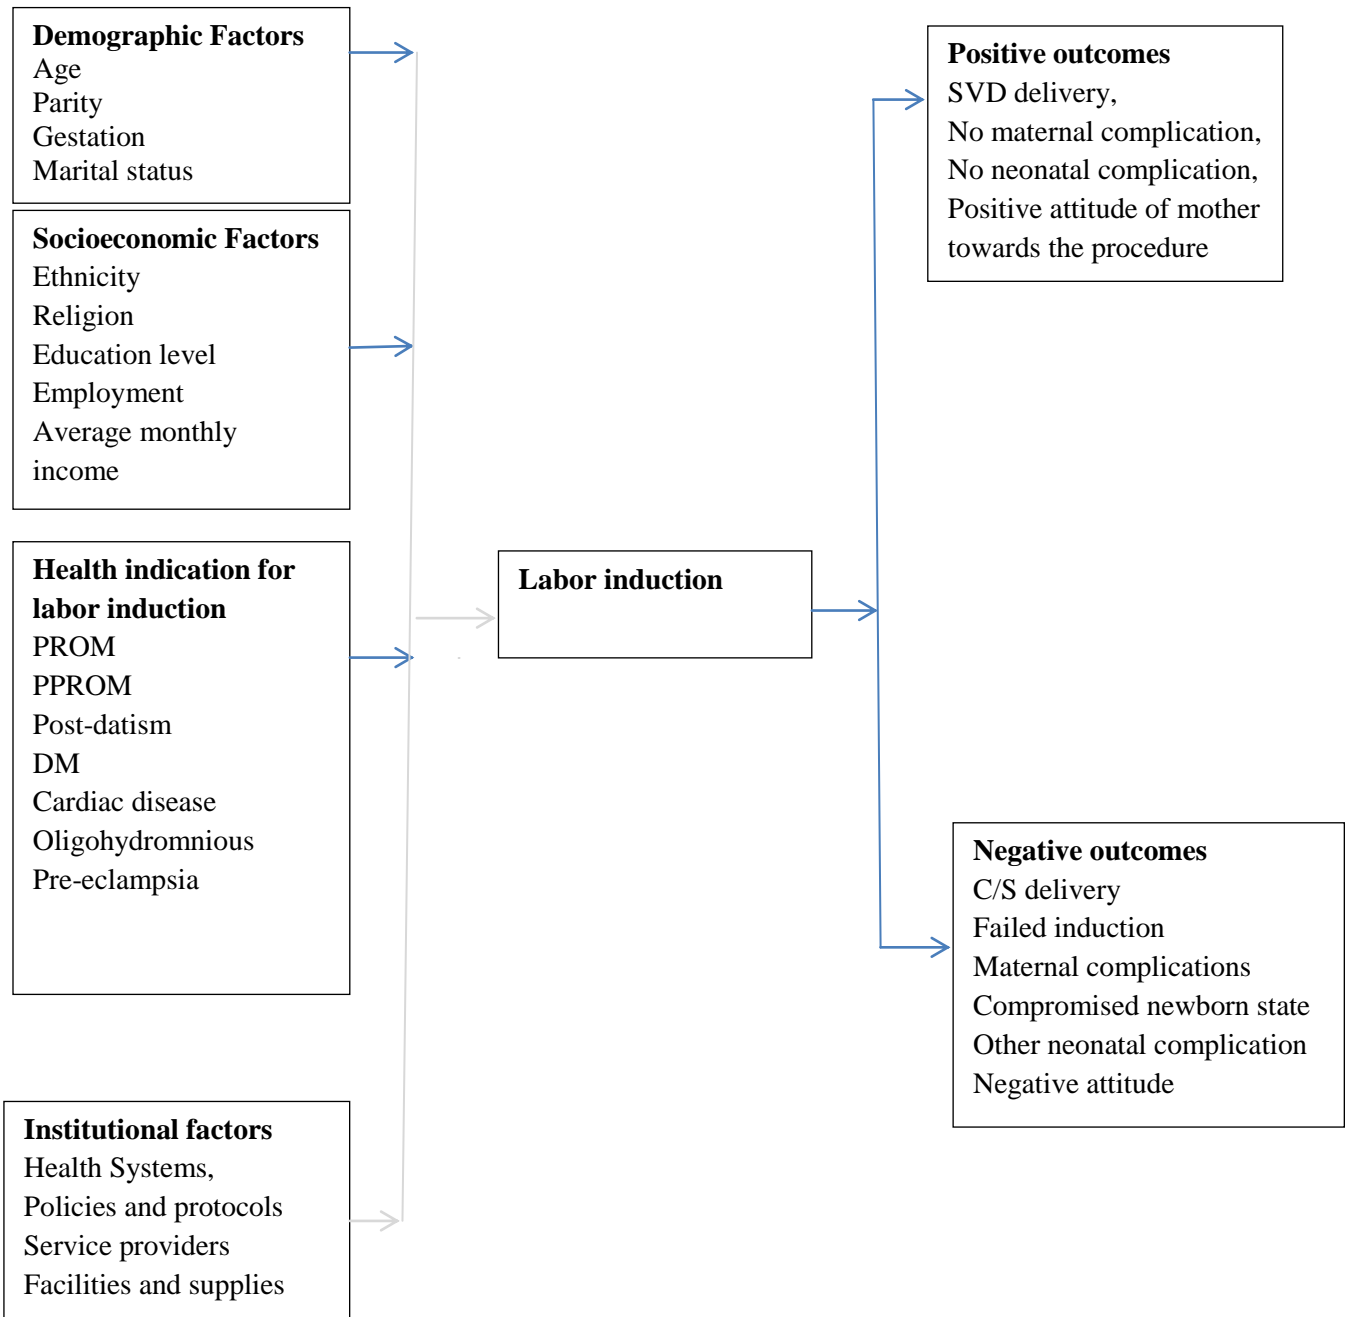 Demographic Factors
Age
Parity
Gestation
Marital status
Socioeconomic Factors
Ethnicity
Religion
Education level
Employment
Average monthly
income
Health indication for
labor induction
PROM
PPROM
Post-datism
DM
Cardiac disease
Oligohydromnious
Pre-eclampsia
Institutional factors
Health Systems,
Policies and protocols
Service providers
Facilities and supplies
Labor induction
Positive outcomes
SVD delivery,
No maternal complication,
No neonatal complication,
Positive attitude of mother
towards the procedure
Negative outcomes
C/S delivery
Failed induction
Maternal complications
Compromised newborn state
Other neonatal complication
Negative attitude